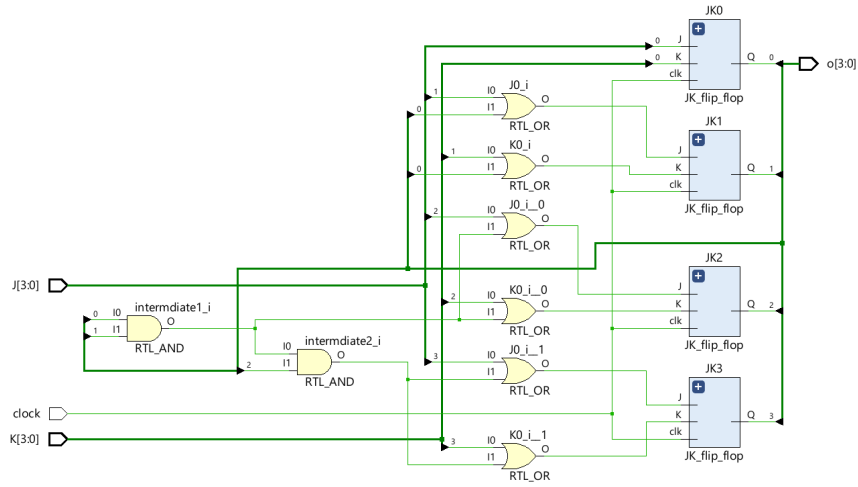 JK0
0 J
0 K
clk
Q 0
JK_flip_flop
o[3:0]
J0_i
1 I0
0 I1
O
RTL_OR
JK1
J
K
clk
Q 1
JK_flip_flop
K0_i
1 I0
0 I1
O
RTL_OR
J0_i__0
2 I0
I1
O
RTL_OR
JK2
J
K
clk
Q 2
JK_flip_flop
J[3:0]
K0_i__0
2 I0
I1
O
RTL_OR
intermdiate1_i
0 I0
1 I1
O
RTL_AND
intermdiate2_i
I0
2 I1
O
RTL_AND
J0_i__1
3 I0
I1
O
RTL_OR
JK3
J
K
clk
Q 3
JK_flip_flop
clock
K[3:0]
K0_i__1
3 I0
I1
O
RTL_OR